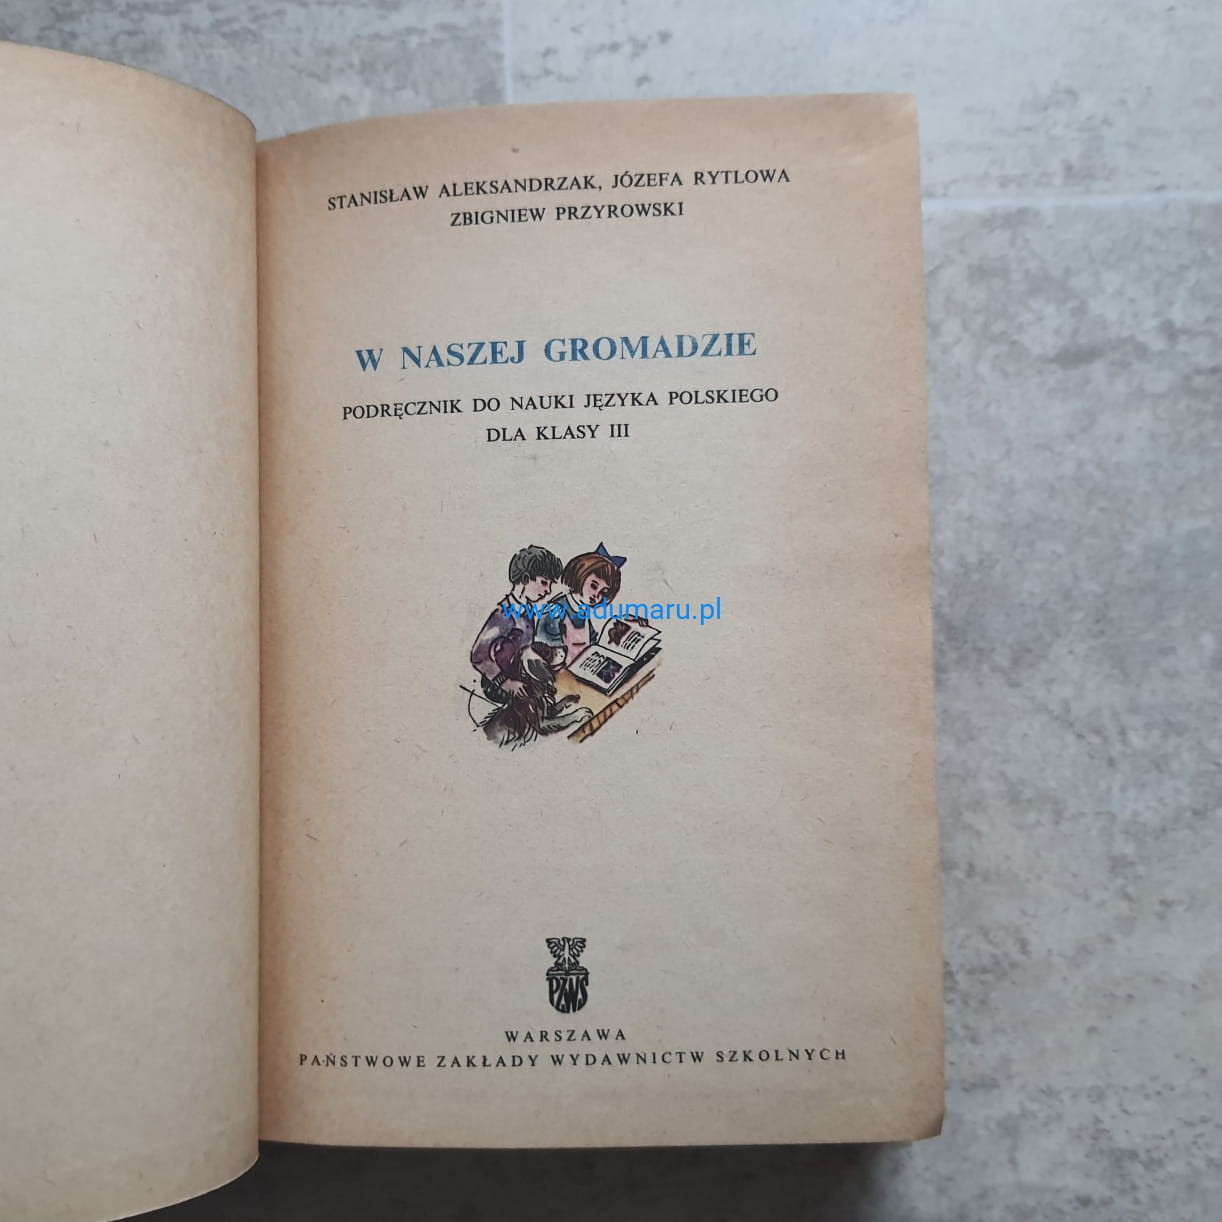 STANISŁAW ALEKSANDRZAK, JÓZEFA RYTLOWA
ZBIGNIEW PRZYROWSKI
W NASZEJ GROMADZIE
PODRĘCZNIK DO NAUKI JĘZYKA POLSKIEGO
DLA KLASY III
www.adumaru.pl
PZWS
WARSZAWA
PAŃSTWOWE ZAKŁADY WYDAWNICTW SZKOLNYCH